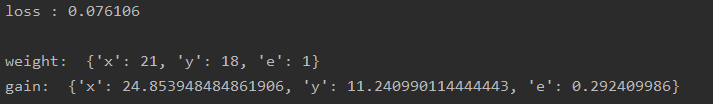 loss : 0.076106
weight:  {'x': 21, 'y': 18, 'e': 1}
gain:  {'x': 24.853948484861906, 'y': 11.240990114444443, 'e': 0.292409986}